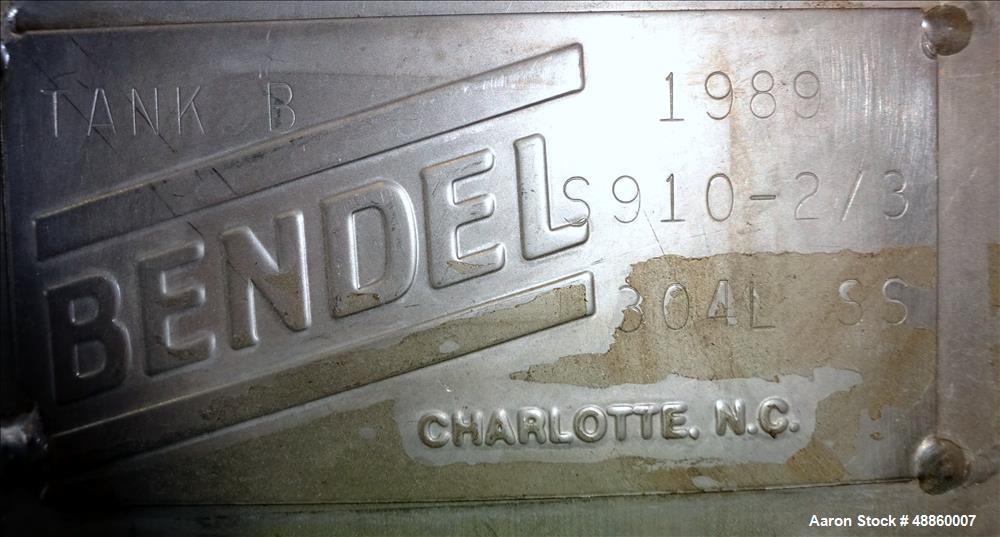 TANK B
1989
BENDEL
S910-2/3
304L SS
CHARLOTTE, N.C.
Aaron Stock # 48860007